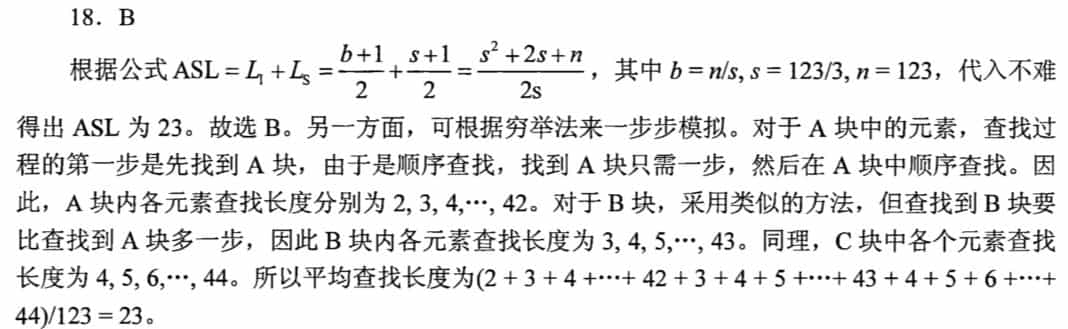 18．B
根据公式 ASL = L₁ + Lₛ = (b+1)/2 + (s+1)/2 = (s² + 2s + n)/2s，其中 b = n/s, s = 123/3, n = 123，代入不难
得出 ASL 为 23。故选 B。另一方面，可根据穷举法来一步步模拟。对于 A 块中的元素，查找过
程的第一步是先找到 A 块，由于是顺序查找，找到 A 块只需一步，然后在 A 块中顺序查找。因
此，A 块内各元素查找长度分别为 2, 3, 4,⋯, 42。对于 B 块，采用类似的方法，但查找到 B 块要
比查找到 A 块多一步，因此 B 块内各元素查找长度为 3, 4, 5,⋯, 43。同理，C 块中各个元素查找
长度为 4, 5, 6,⋯, 44。所以平均查找长度为(2 + 3 + 4 +⋯+ 42 + 3 + 4 + 5 +⋯+ 43 + 4 + 5 + 6 +⋯+
44)/123 = 23。